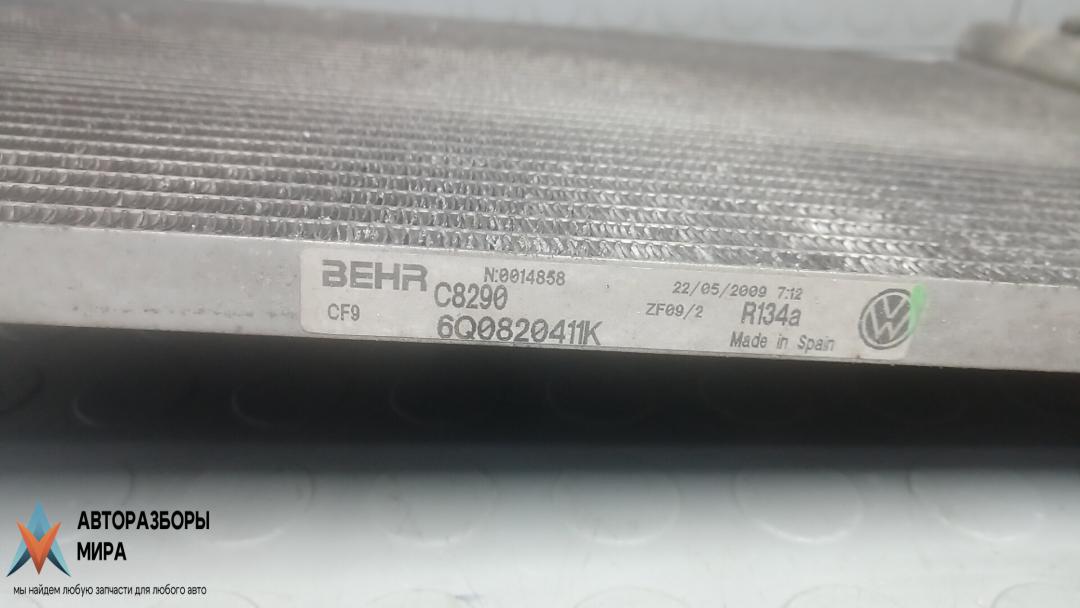 BEHR N:0014858 22/05/2009 7:12
C8290 ZF09/2 R134a
CF9 6Q0820411K Made in Spain
VW
АВТОРАЗБОРЫ
МИРА
мы найдем любую запчасти для любого авто